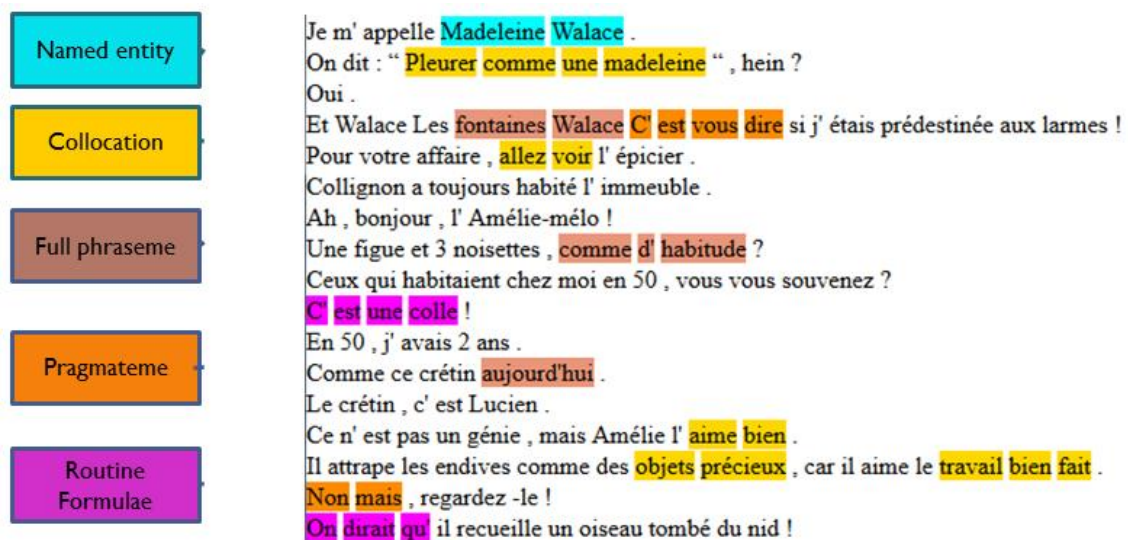 Named entity
Collocation
Full phraseme
Pragmateme
Routine
Formulae
Je m' appelle Madeleine Walace .
On dit : “ Pleurer comme une madeleine “ , hein ?
Oui .
Et Walace Les fontaines Walace C' est vous dire si j' étais prédestinée aux larmes !
Pour votre affaire , allez voir l' épicier .
Collignon a toujours habité l' immeuble .
Ah , bonjour , l' Amélie-mélo !
Une figue et 3 noisettes , comme d' habitude ?
Ceux qui habitaient chez moi en 50 , vous vous souvenez ?
C' est une colle !
En 50 , j' avais 2 ans .
Comme ce crétin aujourd'hui .
Le crétin , c' est Lucien .
Ce n' est pas un génie , mais Amélie l' aime bien .
Il attrape les endives comme des objets précieux , car il aime le travail bien fait .
Non mais , regardez -le !
On dirait qu' il recueille un oiseau tombé du nid !